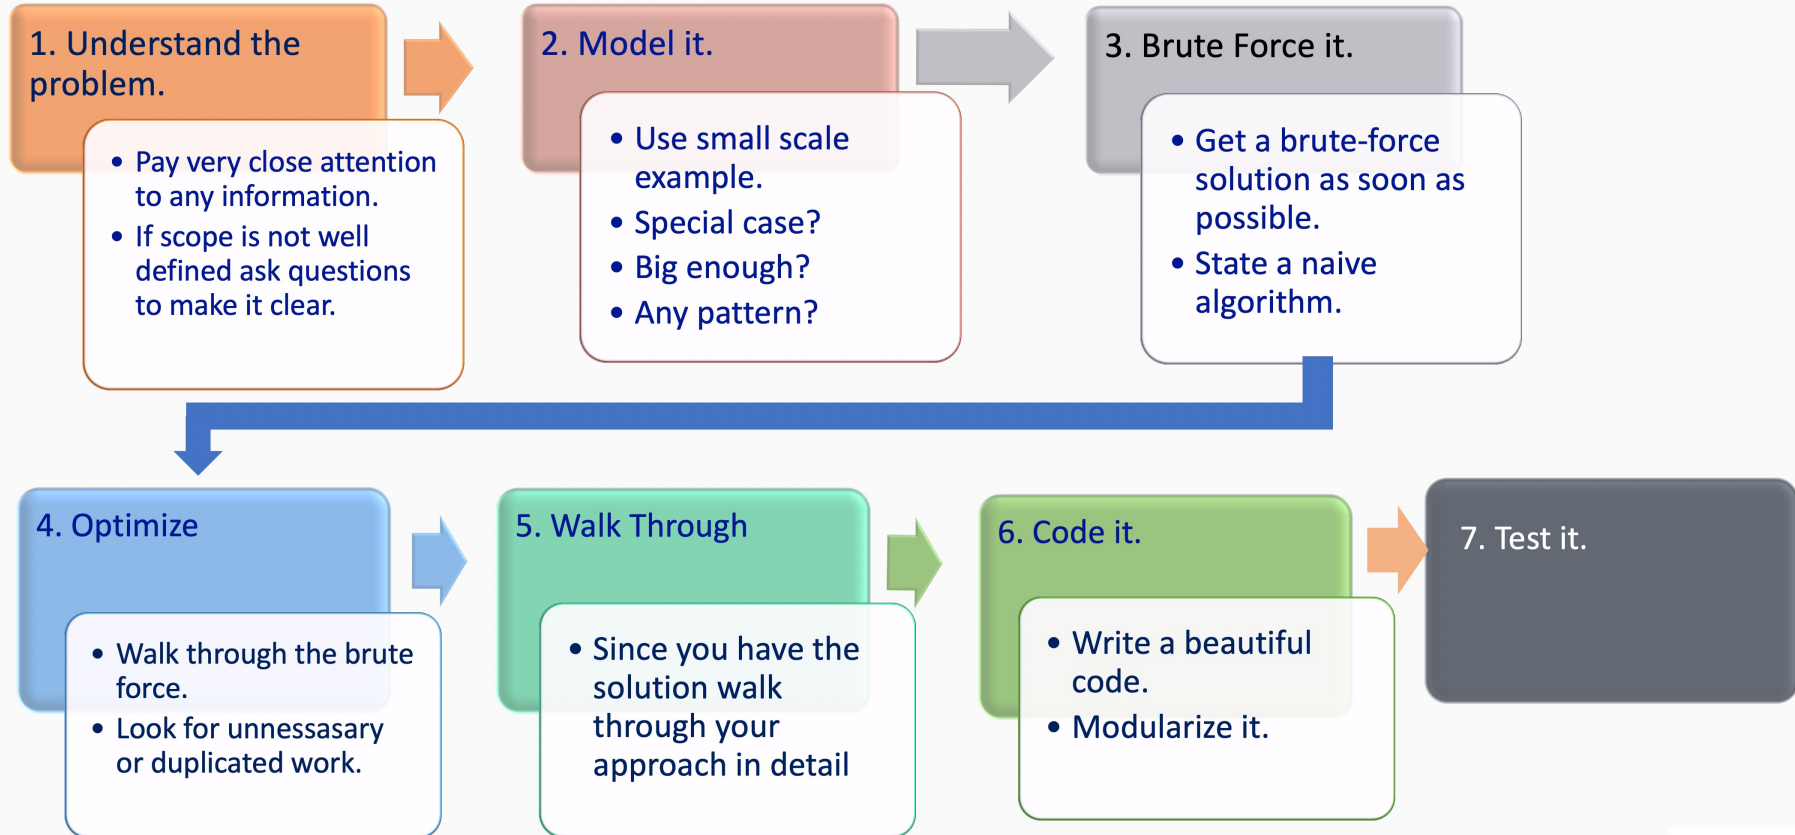 1. Understand the
problem.
• Pay very close attention
to any information.
• If scope is not well
defined ask questions
to make it clear.
2. Model it.
• Use small scale
example.
• Special case?
• Big enough?
• Any pattern?
3. Brute Force it.
• Get a brute-force
solution as soon as
possible.
• State a naive
algorithm.
4. Optimize
• Walk through the brute
force.
• Look for unnessasary
or duplicated work.
5. Walk Through
• Since you have the
solution walk
through your
approach in detail
6. Code it.
• Write a beautiful
code.
• Modularize it.
7. Test it.